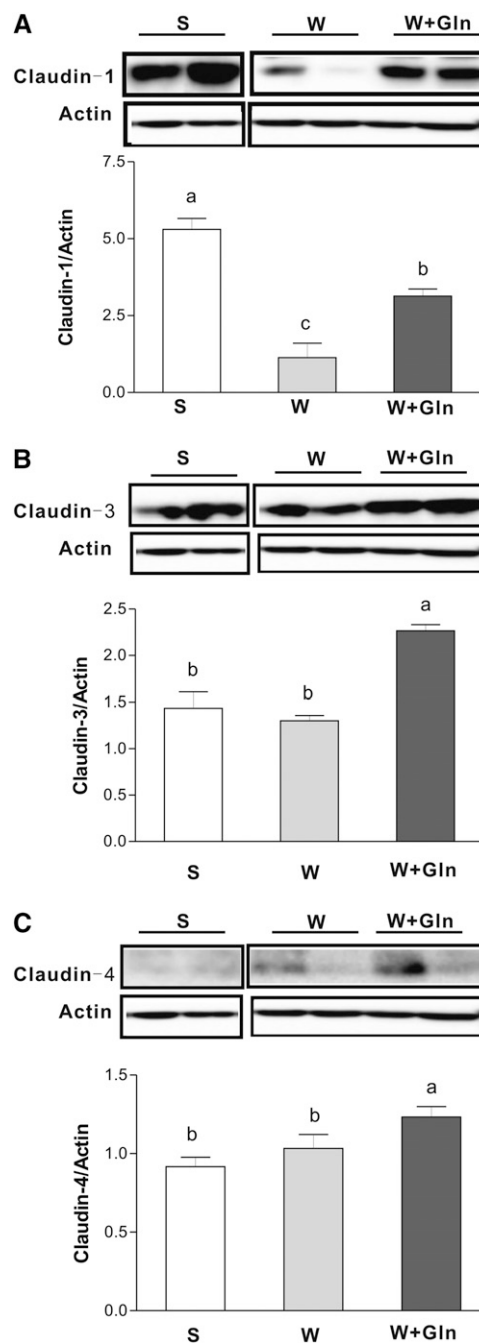 A
S W W+Gln
Claudin-1
Actin
7.5
a
5.0
b
Claudin-1/Actin
2.5
c
0.0
S W W+Gln
B
S W W+Gln
Claudin-3
Actin
2.5
a
2.0
b b
1.5
Claudin-3/Actin
1.0
0.5
0.0
S W W+Gln
C
S W W+Gln
Claudin-4
Actin
1.5
a
b b
1.0
Claudin-4/Actin
0.5
0.0
S W W+Gln